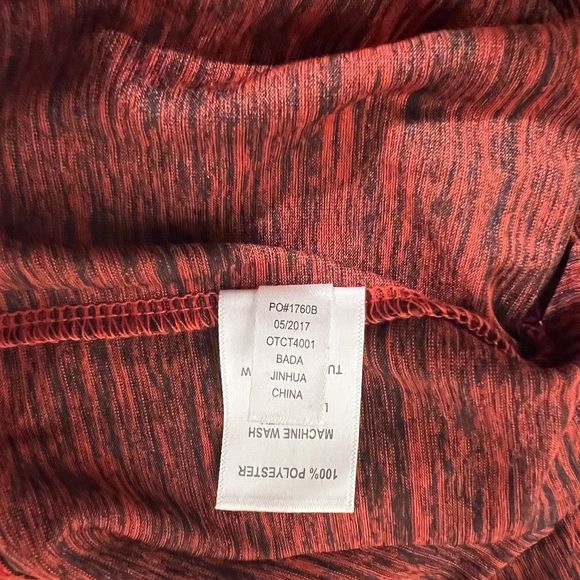 PO#1760B
05/2017
OTCT4001
BADA
JINHUA
CHINA
100% POLYESTER
MACHINE WASH